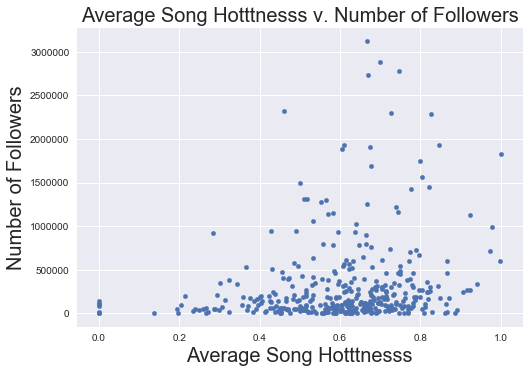 Average Song Hotttnesss v. Number of Followers
3000000
2500000
2000000
1500000
1000000
500000
0
Number of Followers
0.0 0.2 0.4 0.6 0.8 1.0
Average Song Hotttnesss